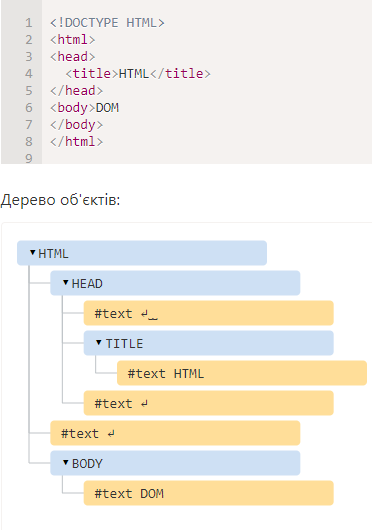 1 <!DOCTYPE HTML>
2 <html>
3 <head>
4   <title>HTML</title>
5 </head>
6 <body>DOM
7 </body>
8 </html>
9
Дерево об'єктів:
▼HTML
▼HEAD
#text ↵␣␣
▼TITLE
#text HTML
#text ↵
#text ↵
▼BODY
#text DOM